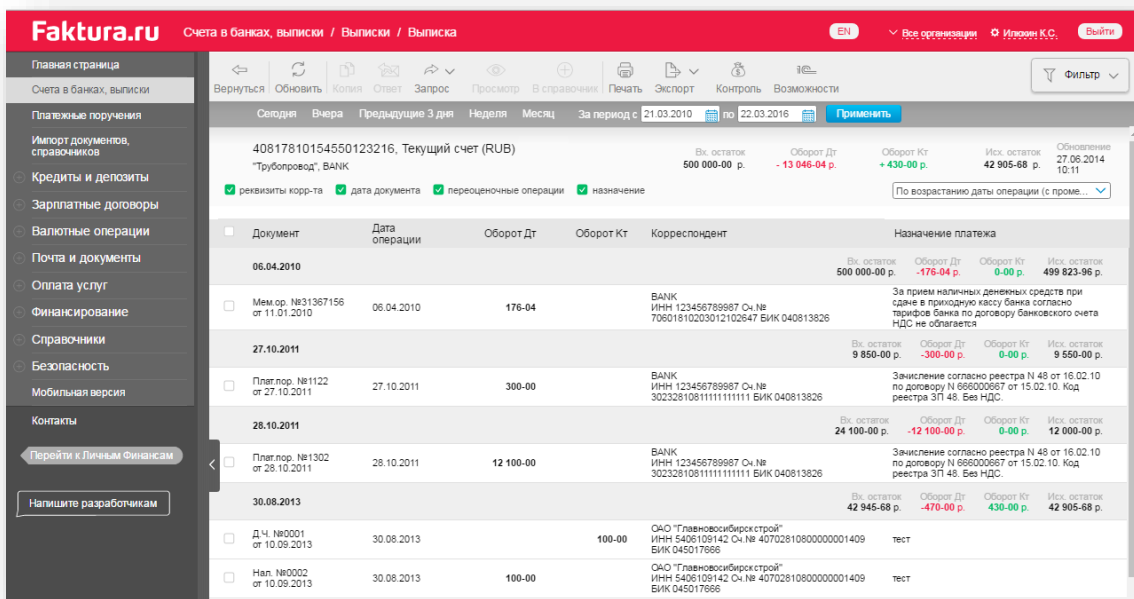 Faktura.ru
Счета в банках, выписки / Выписки / Выписка
EN
Все организации
Илюкин К.С.
Выйти
Главная страница
Счета в банках, выписки
Платежные поручения
Импорт документов,
справочников
Кредиты и депозиты
Зарплатные договоры
Валютные операции
Почта и документы
Оплата услуг
Финансирование
Справочники
Безопасность
Мобильная версия
Контакты
Перейти к Личным Финансам
Напишите разработчикам
Вернуться Обновить Копия Ответ Запрос Просмотр В справочник Печать Экспорт Контроль Возможности
Фильтр
Сегодня Вчера Предыдущие 3 дня Неделя Месяц За период с 21.03.2010 по 22.03.2016 Применить
40817810154550123216, Текущий счет (RUB)
"Трубопровод", BANK
Вх. остаток Оборот Дт Оборот Кт Исх. остаток Обновление
500 000-00 р. - 13 046-04 р. + 430-00 р. 42 905-68 р. 27.06.2014
10:11
реквизиты корр-та дата документа переоценочные операции назначение
По возрастанию даты операции (с проме...
Документ Дата операции Оборот Дт Оборот Кт Корреспондент Назначение платежа
06.04.2010
Вх. остаток Оборот Дт Оборот Кт Исх. остаток
500 000-00 р. -176-04 р. 0-00 р. 499 823-96 р.
Мем.ор. №31367156
от 11.01.2010
06.04.2010
176-04
BANK
ИНН 123456789987 Сч.№
70601810203012102647 БИК 040813826
За прием наличных денежных средств при
сдаче в приходную кассу банка согласно
тарифов банка по договору банковского счета
НДС не облагается
27.10.2011
Вх. остаток Оборот Дт Оборот Кт Исх. остаток
9 850-00 р. -300-00 р. 0-00 р. 9 550-00 р.
Плат.пор. №1122
от 27.10.2011
27.10.2011
300-00
BANK
ИНН 123456789987 Сч.№
30232810811111111111 БИК 040813826
Зачисление согласно реестра N 48 от 16.02.10
по договору N 666000667 от 15.02.10. Код
реестра ЗП 48. Без НДС.
28.10.2011
Вх. остаток Оборот Дт Оборот Кт Исх. остаток
24 100-00 р. -12 100-00 р. 0-00 р. 12 000-00 р.
Плат.пор. №1302
от 28.10.2011
28.10.2011
12 100-00
BANK
ИНН 123456789987 Сч.№
30232810811111111111 БИК 040813826
Зачисление согласно реестра N 48 от 16.02.10
по договору N 666000667 от 15.02.10. Код
реестра ЗП 48. Без НДС.
30.08.2013
Вх. остаток Оборот Дт Оборот Кт Исх. остаток
42 945-68 р. -470-00 р. 430-00 р. 42 905-68 р.
Д.Ч. №0001
от 10.09.2013
30.08.2013
100-00
ОАО "Главновосибирскстрой"
ИНН 5406109142 Сч.№ 40702810800000001409
БИК 045017666
тест
Нал. №0002
от 10.09.2013
30.08.2013
100-00
ОАО "Главновосибирскстрой"
ИНН 5406109142 Сч.№ 40702810800000001409
БИК 045017666
тест